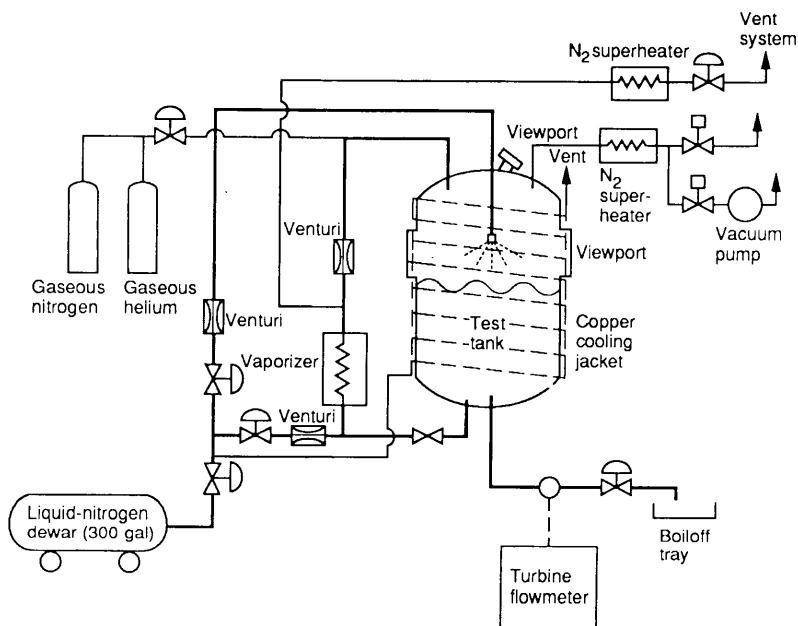 Vent
system
N2 superheater
Viewport
Vent
N2
super-
heater
Vacuum
pump
Venturi
Viewport
Gaseous
nitrogen
Gaseous
helium
Venturi
Test
tank
Copper
cooling
jacket
Vaporizer
Venturi
Liquid-nitrogen
dewar (300 gal)
Boiloff
tray
Turbine
flowmeter